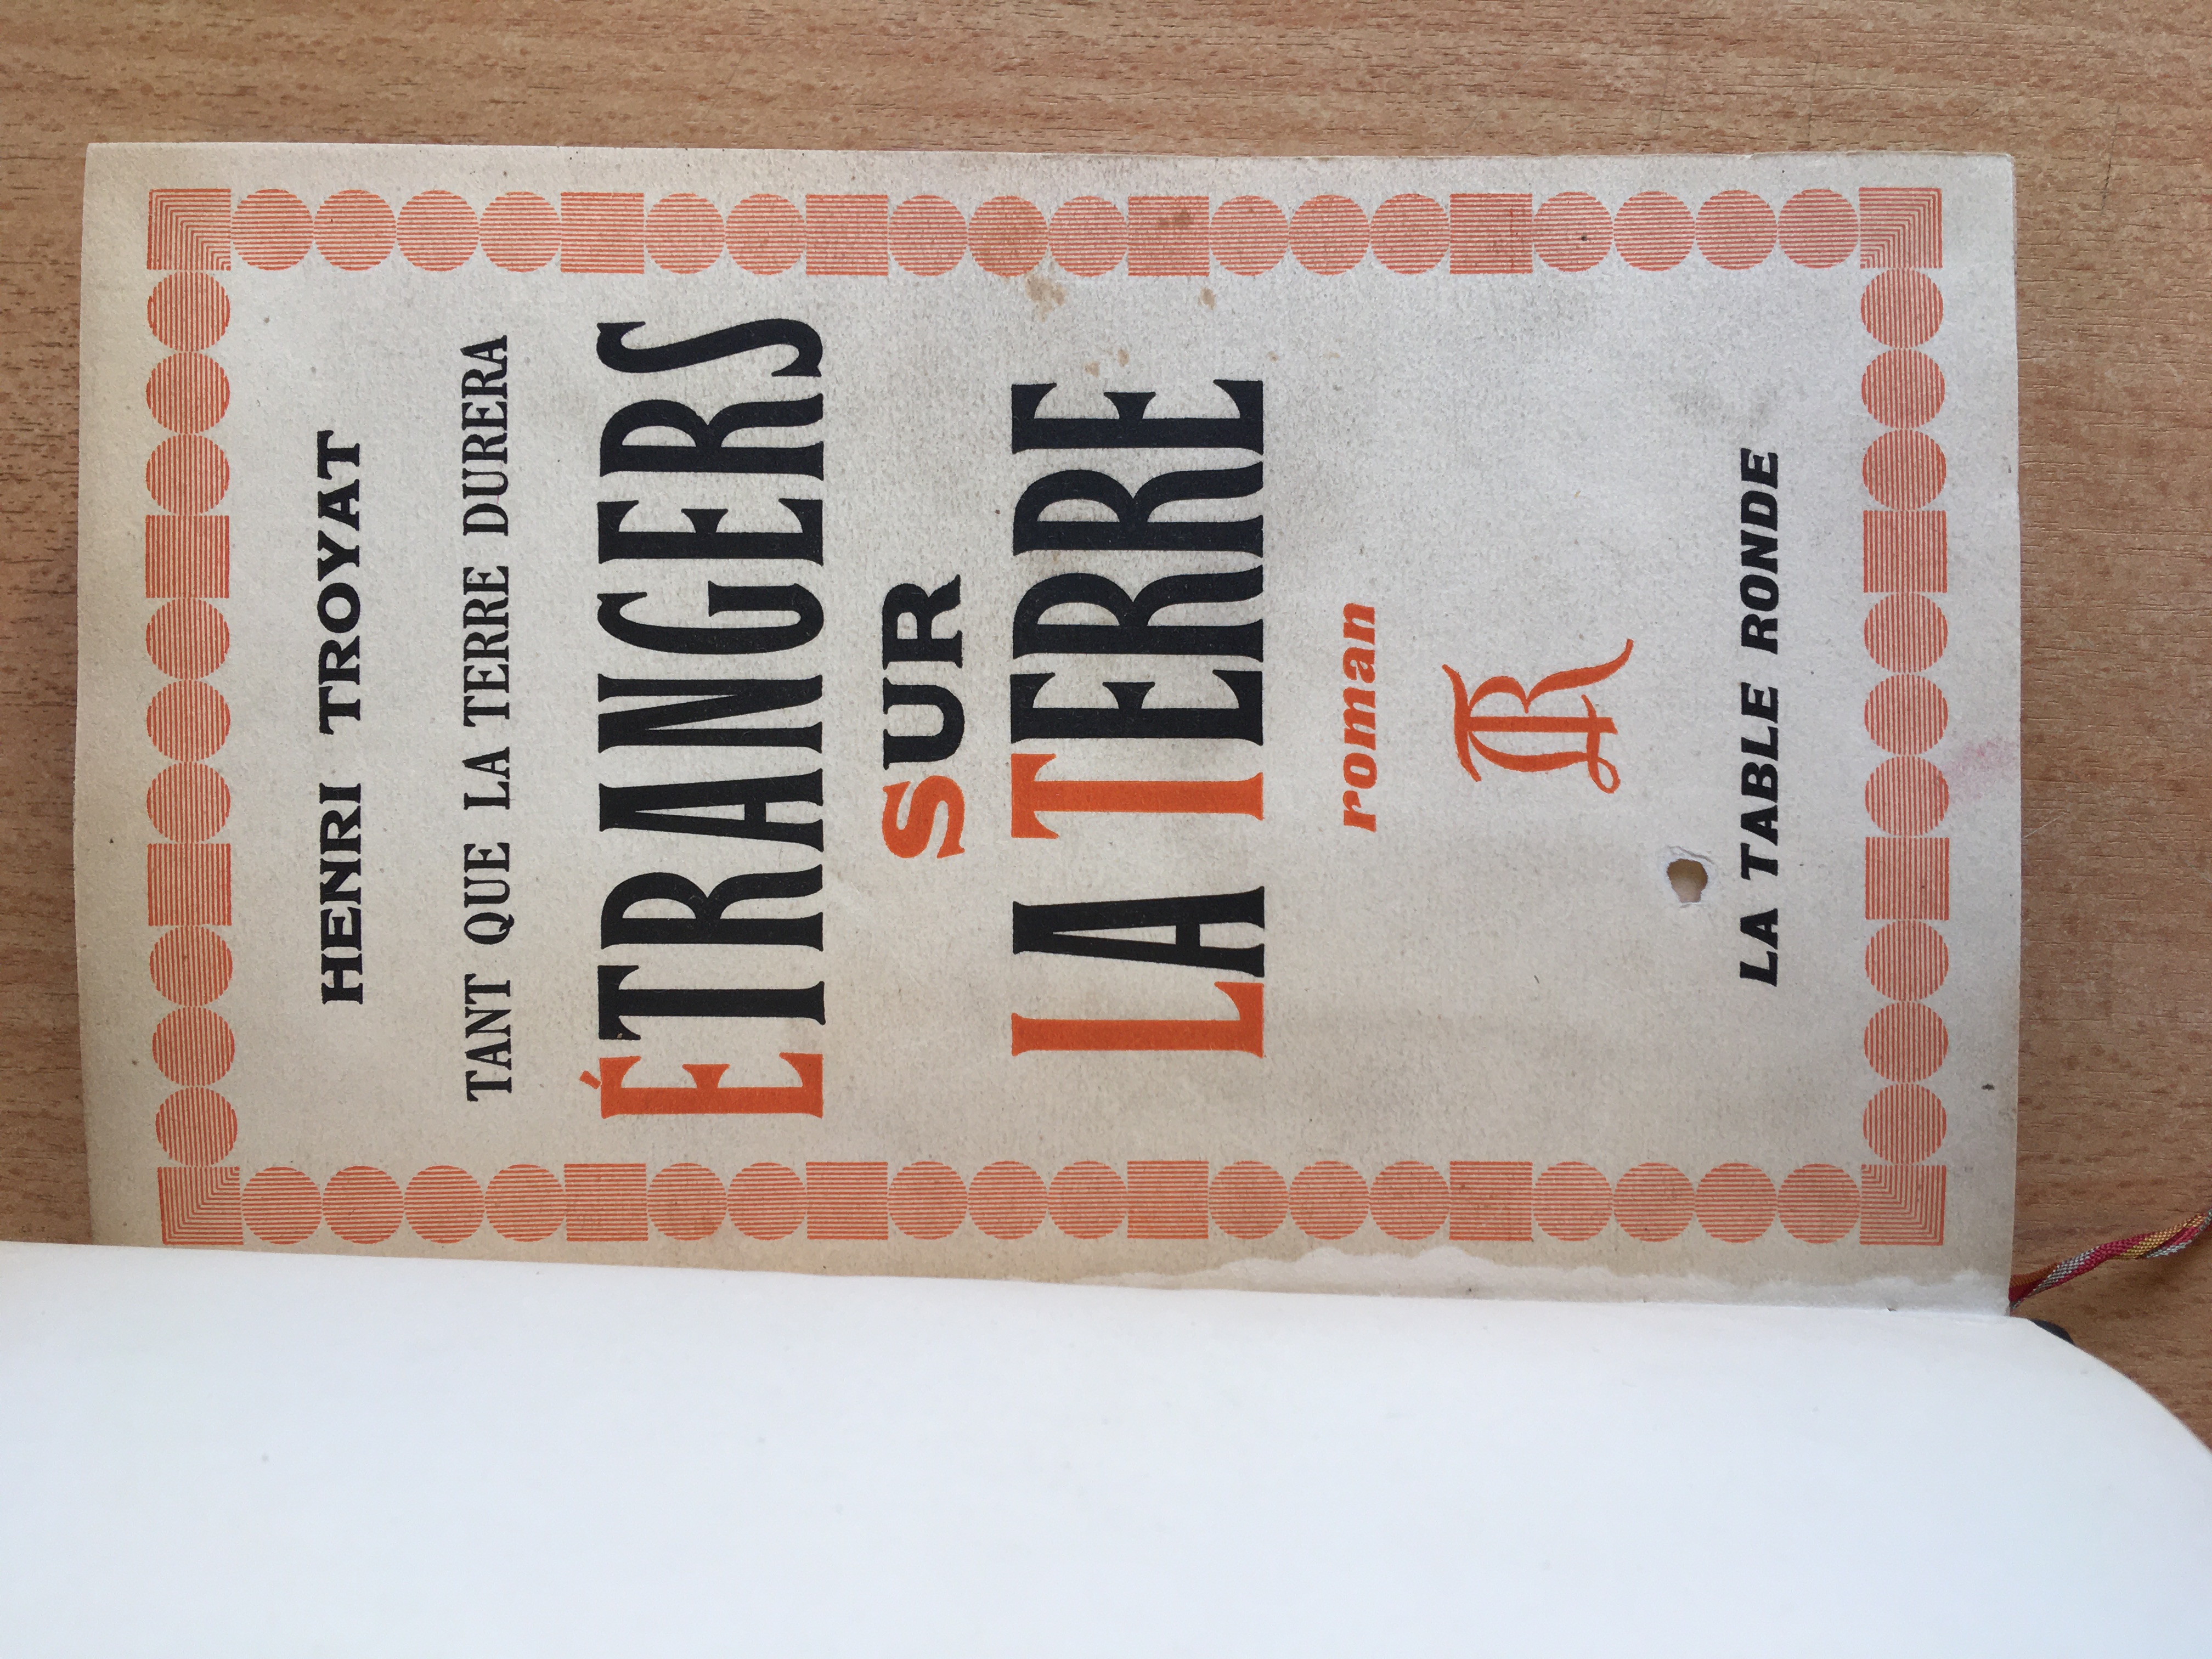 HENRI TROYAT
TANT QUE LA TERRE DURERA
ÉTRANGERS
SUR
LA TERRE
roman
TR
LA TABLE RONDE